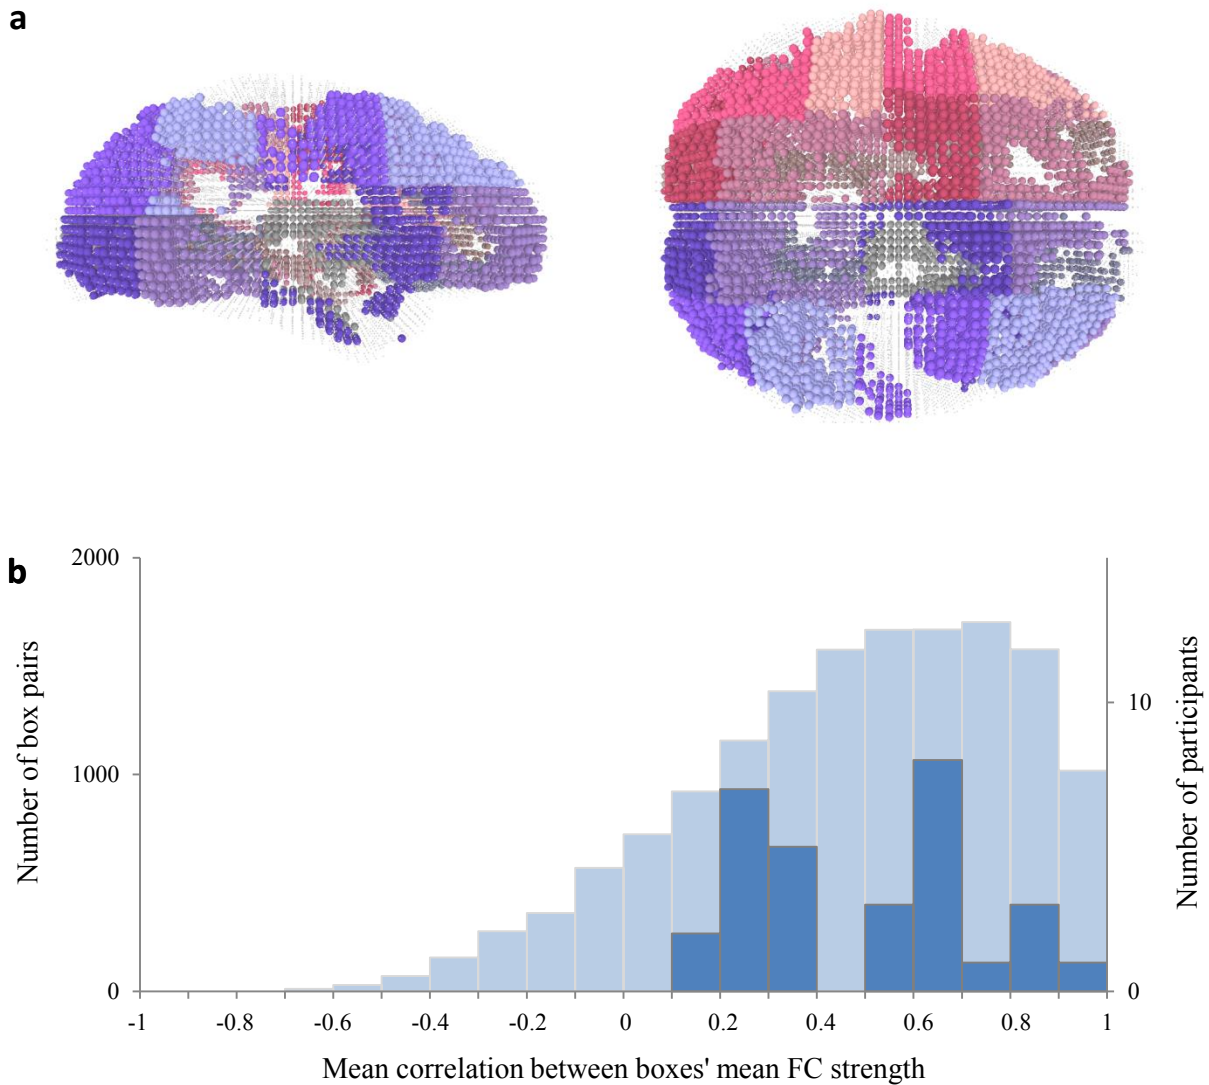 a
b
2000
1000
0
Number of box pairs
10
0
Number of participants
-1 -0.8 -0.6 -0.4 -0.2 0 0.2 0.4 0.6 0.8 1
Mean correlation between boxes' mean FC strength